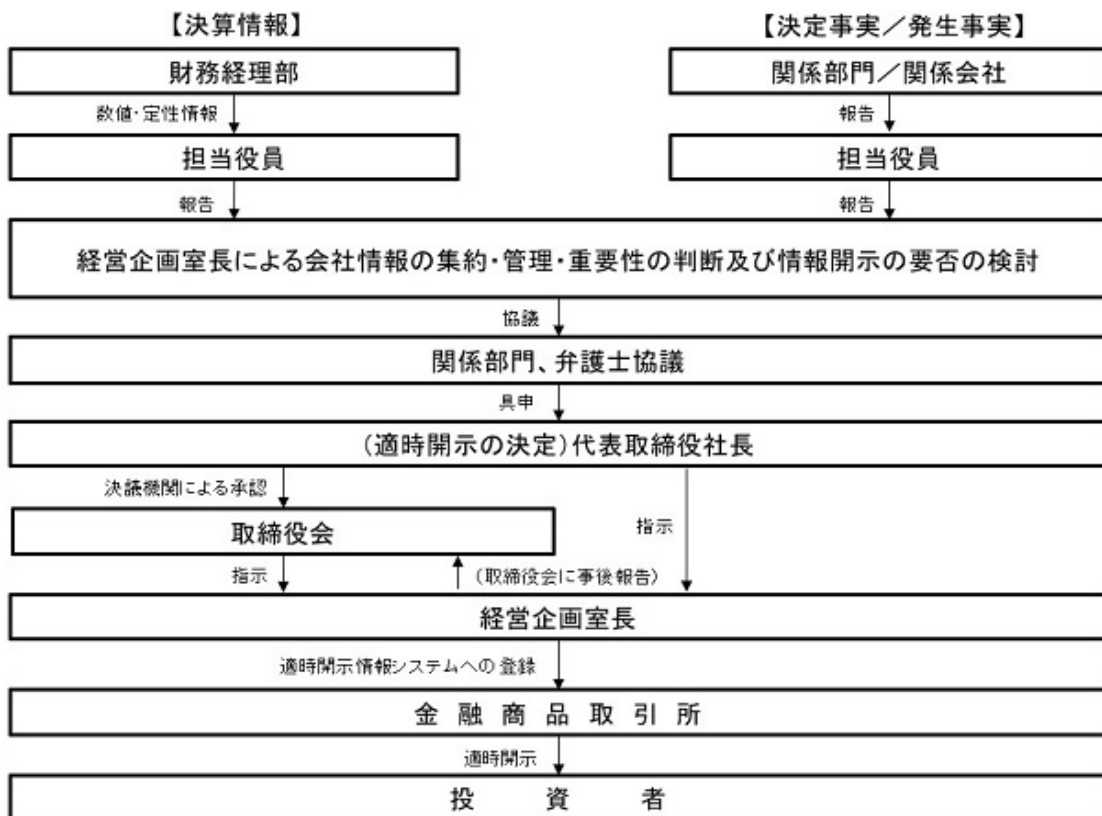 【決算情報】
【決定事実／発生事実】
財務経理部
関係部門／関係会社
数値・定性情報
報告
担当役員
担当役員
報告
報告
経営企画室長による会社情報の集約・管理・重要性の判断及び情報開示の要否の検討
協議
関係部門、弁護士協議
具申
(適時開示の決定)代表取締役社長
決議機関による承認
指示
取締役会
指示
(取締役会に事後報告)
経営企画室長
適時開示情報システムへの登録
金融商品取引所
適時開示
投資者